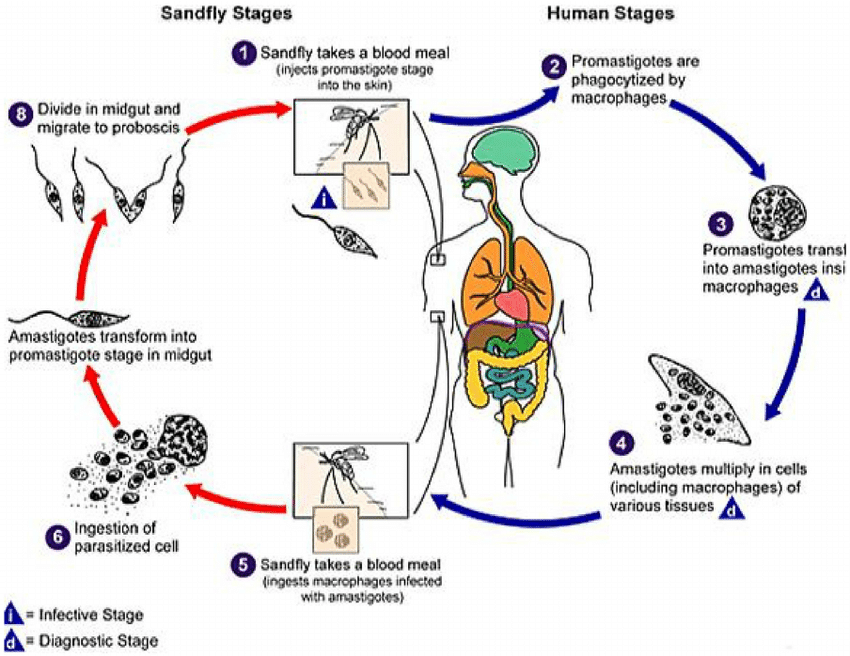 Sandfly Stages
Human Stages
1 Sandfly takes a blood meal
(injects promastigote stage
into the skin)
2 Promastigotes are
phagocytized by
macrophages
3
Promastigotes transf
into amastigotes insi
macrophages d
4
Amastigotes multiply in cells
(including macrophages) of
various tissues d
5 Sandfly takes a blood meal
(ingests macrophages infected
with amastigotes)
6 Ingestion of
parasitized cell
Amastigotes transform into
promastigote stage in midgut
8 Divide in midgut and
migrate to proboscis
i
i = Infective Stage
d = Diagnostic Stage